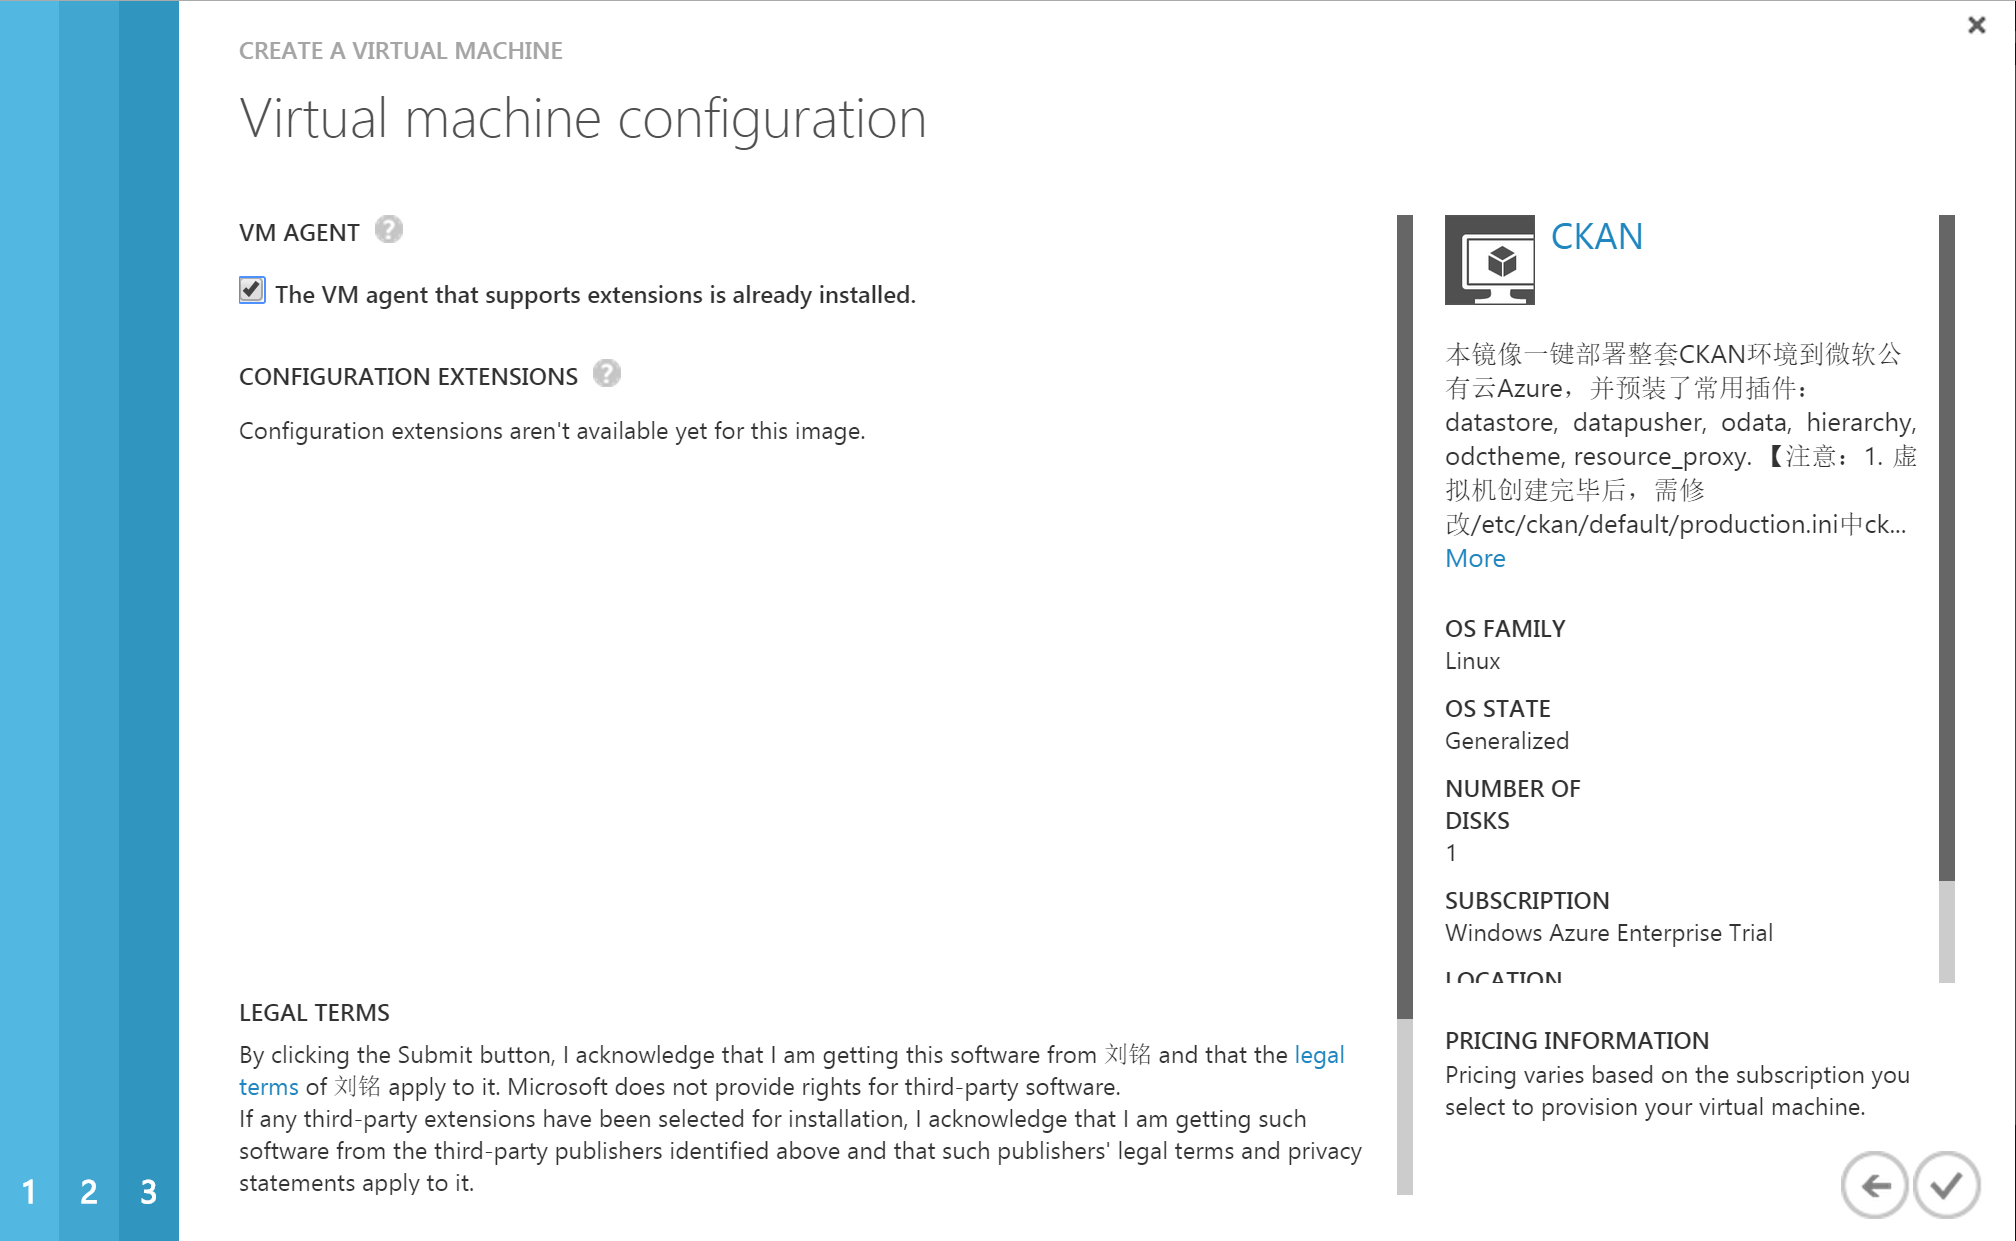 CREATE A VIRTUAL MACHINE
Virtual machine configuration
VM AGENT ?
The VM agent that supports extensions is already installed.
CONFIGURATION EXTENSIONS ?
Configuration extensions aren't available yet for this image.
LEGAL TERMS
By clicking the Submit button, I acknowledge that I am getting this software from 刘铭 and that the legal
terms of 刘铭 apply to it. Microsoft does not provide rights for third-party software.
If any third-party extensions have been selected for installation, I acknowledge that I am getting such
software from the third-party publishers identified above and that such publishers' legal terms and privacy
statements apply to it.
1 2 3
CKAN
本镜像一键部署整套CKAN环境到微软公
有云Azure，并预装了常用插件：
datastore, datapusher, odata, hierarchy,
odctheme, resource_proxy. 【注意：1. 虚
拟机创建完毕后，需修
改/etc/ckan/default/production.ini中ck...
More
OS FAMILY
Linux
OS STATE
Generalized
NUMBER OF
DISKS
1
SUBSCRIPTION
Windows Azure Enterprise Trial
LOCATION
PRICING INFORMATION
Pricing varies based on the subscription you
select to provision your virtual machine.